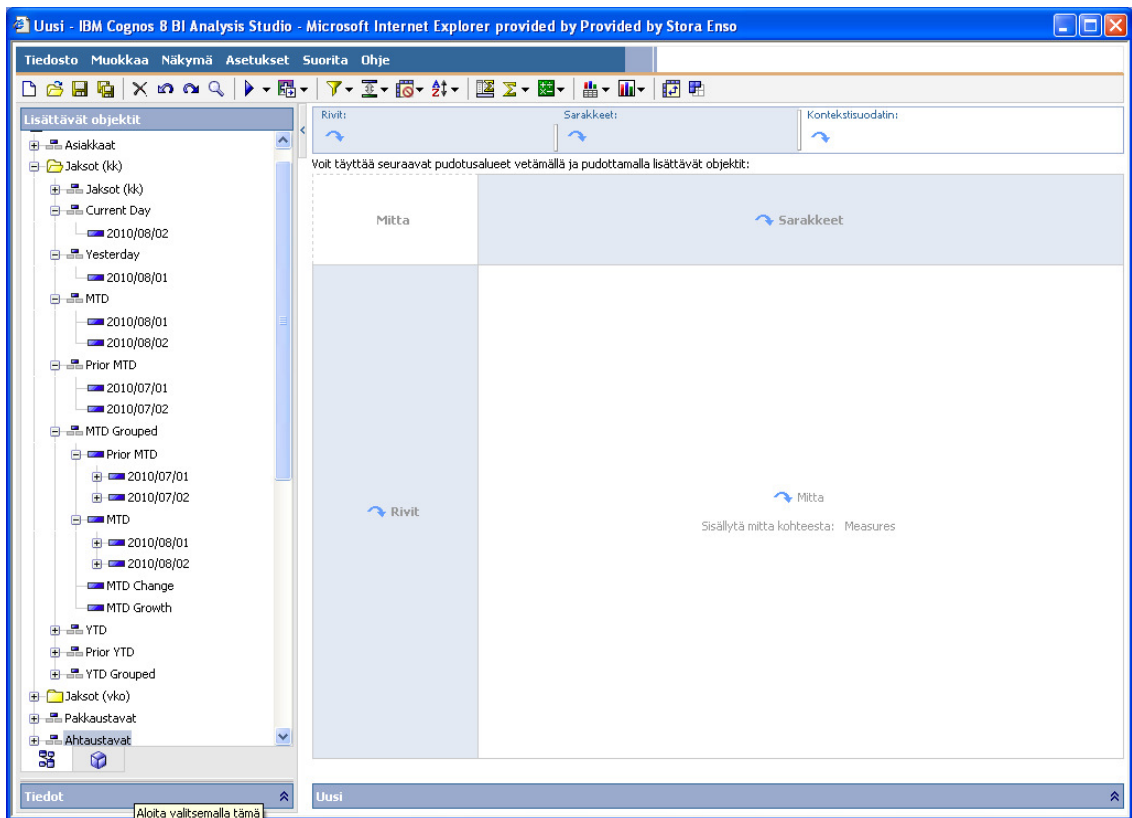 Uusi - IBM Cognos 8 BI Analysis Studio - Microsoft Internet Explorer provided by Provided by Stora Enso
Tiedosto Muokkaa Näkymä Asetukset Suorita Ohje
Lisättävät objektit
Asiakkaat
Jaksot (kk)
Jaksot (kk)
Current Day
2010/08/02
Yesterday
2010/08/01
MTD
2010/08/01
2010/08/02
Prior MTD
2010/07/01
2010/07/02
MTD Grouped
Prior MTD
2010/07/01
2010/07/02
MTD
2010/08/01
2010/08/02
MTD Change
MTD Growth
YTD
Prior YTD
YTD Grouped
Jaksot (vko)
Pakkaustavat
Ahtaustavat
Tiedot
Aloita valitsemalla tämä
Rivit:
Sarakkeet:
Kontekstisuodatin:
Voit täyttää seuraavat pudotusalueet vetämällä ja pudottamalla lisättävät objektit:
Mitta
Sarakkeet
Rivit
Mitta
Sisällytä mitta kohteesta: Measures
Uusi